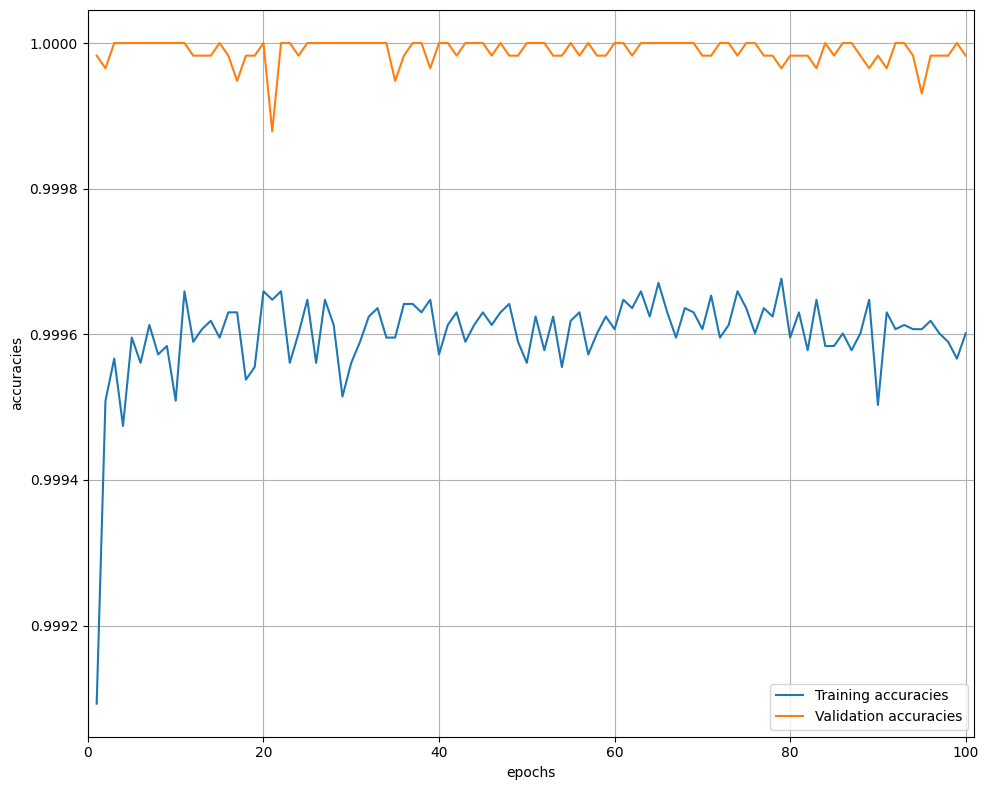 1.0000
0.9998
0.9996
0.9994
0.9992
accuracies
0 20 40 60 80 100
epochs
Training accuracies
Validation accuracies